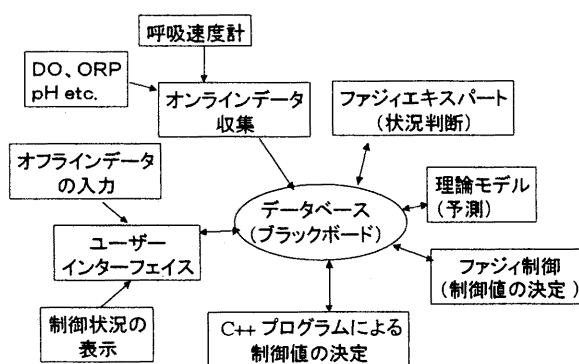 呼吸速度計
DO、ORP
pH etc.
オンラインデータ
収集
ファジィエキスパート
(状況判断)
オフラインデータ
の入力
データベース
(ブラックボード)
理論モデル
(予測)
ユーザー
インターフェイス
ファジィ制御
(制御値の決定)
制御状況の
表示
C++ プログラムによる
制御値の決定